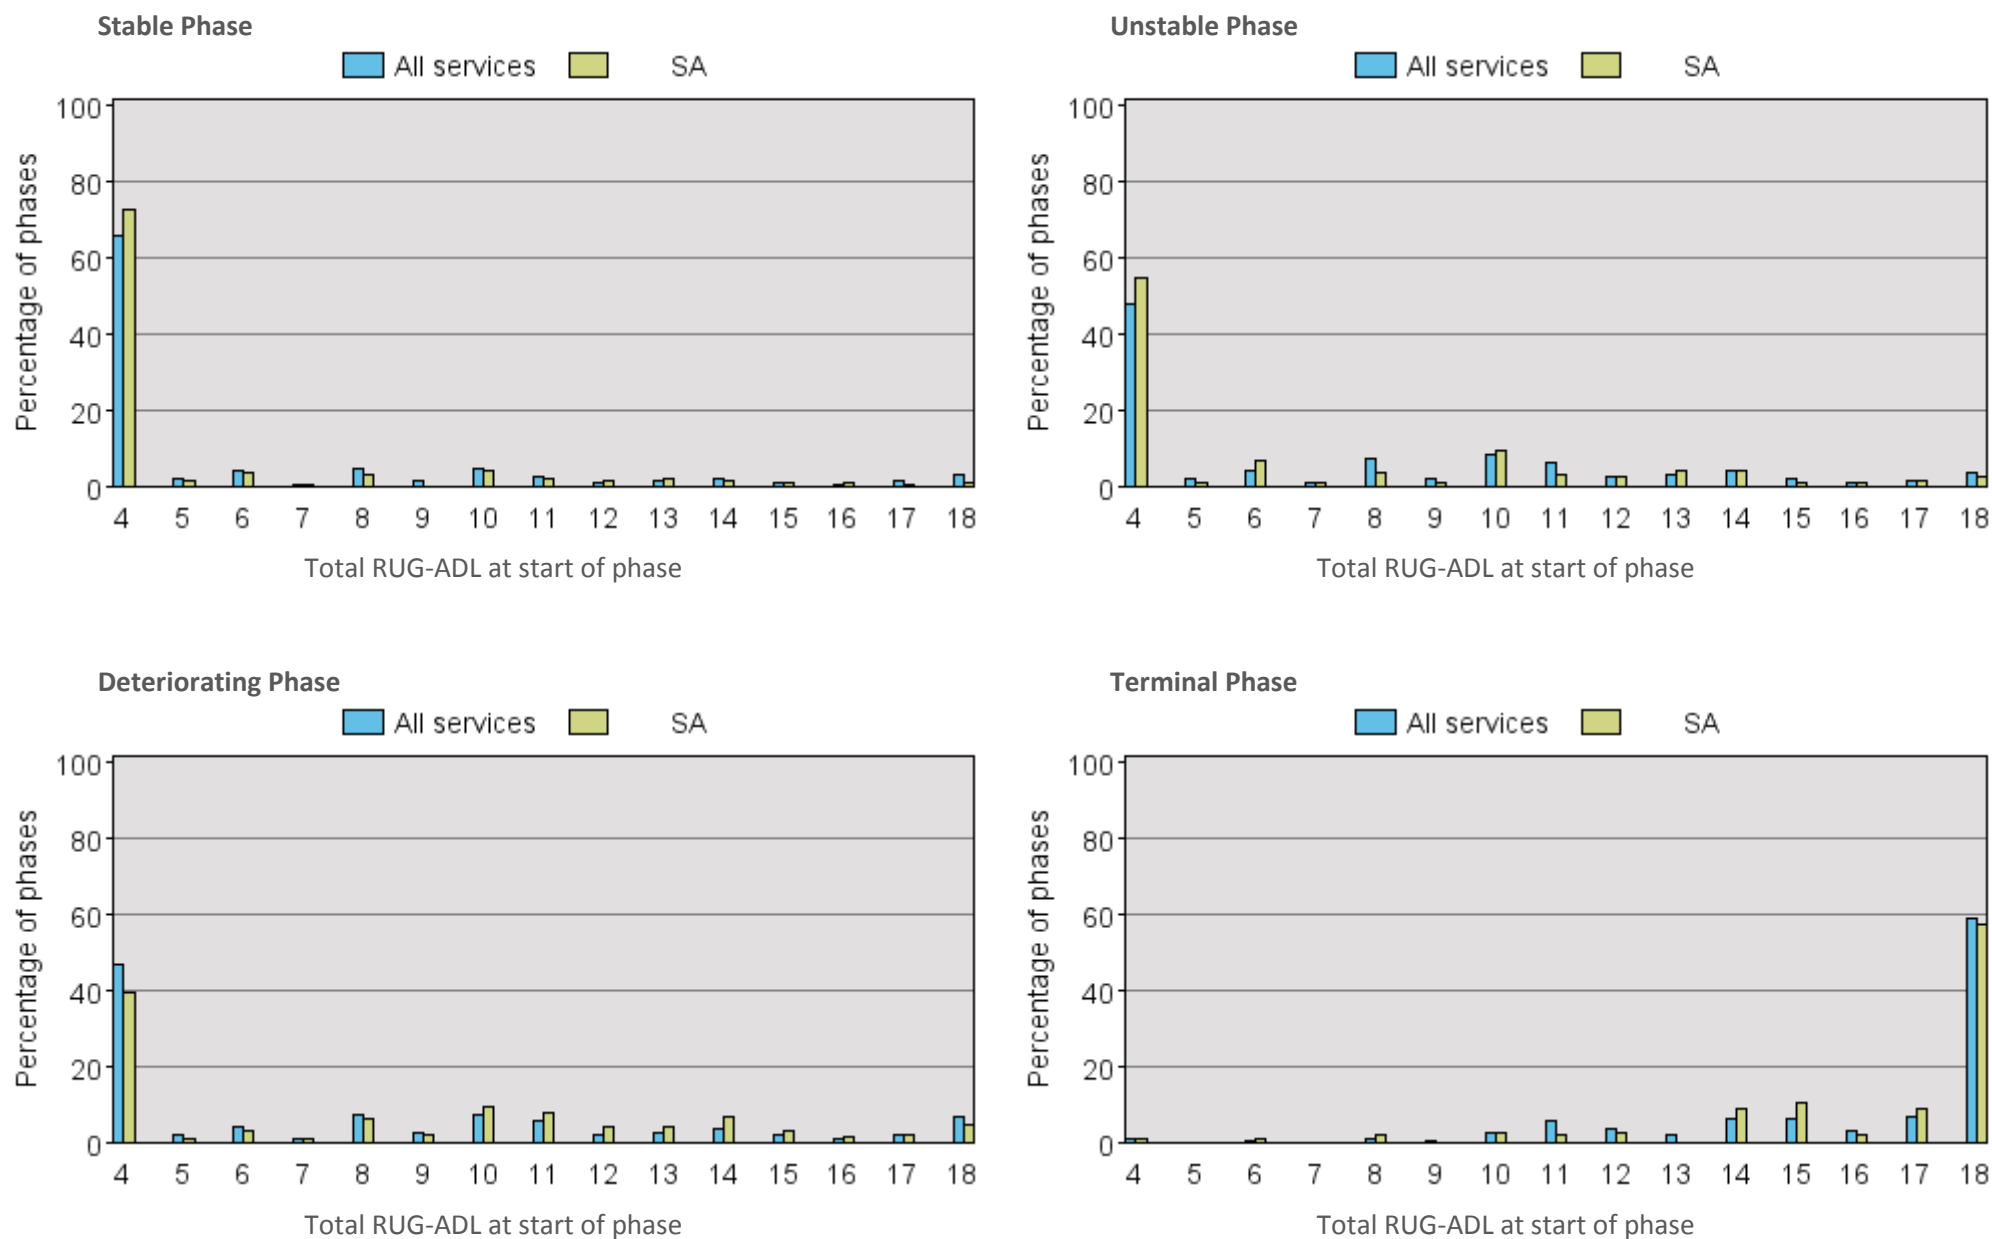 Stable Phase
All services SA
Percentage of phases
100
80
60
40
20
0
4 5 6 7 8 9 10 11 12 13 14 15 16 17 18
Total RUG-ADL at start of phase
Unstable Phase
All services SA
Percentage of phases
100
80
60
40
20
0
4 5 6 7 8 9 10 11 12 13 14 15 16 17 18
Total RUG-ADL at start of phase
Deteriorating Phase
All services SA
Percentage of phases
100
80
60
40
20
0
4 5 6 7 8 9 10 11 12 13 14 15 16 17 18
Total RUG-ADL at start of phase
Terminal Phase
All services SA
Percentage of phases
100
80
60
40
20
0
4 5 6 7 8 9 10 11 12 13 14 15 16 17 18
Total RUG-ADL at start of phase